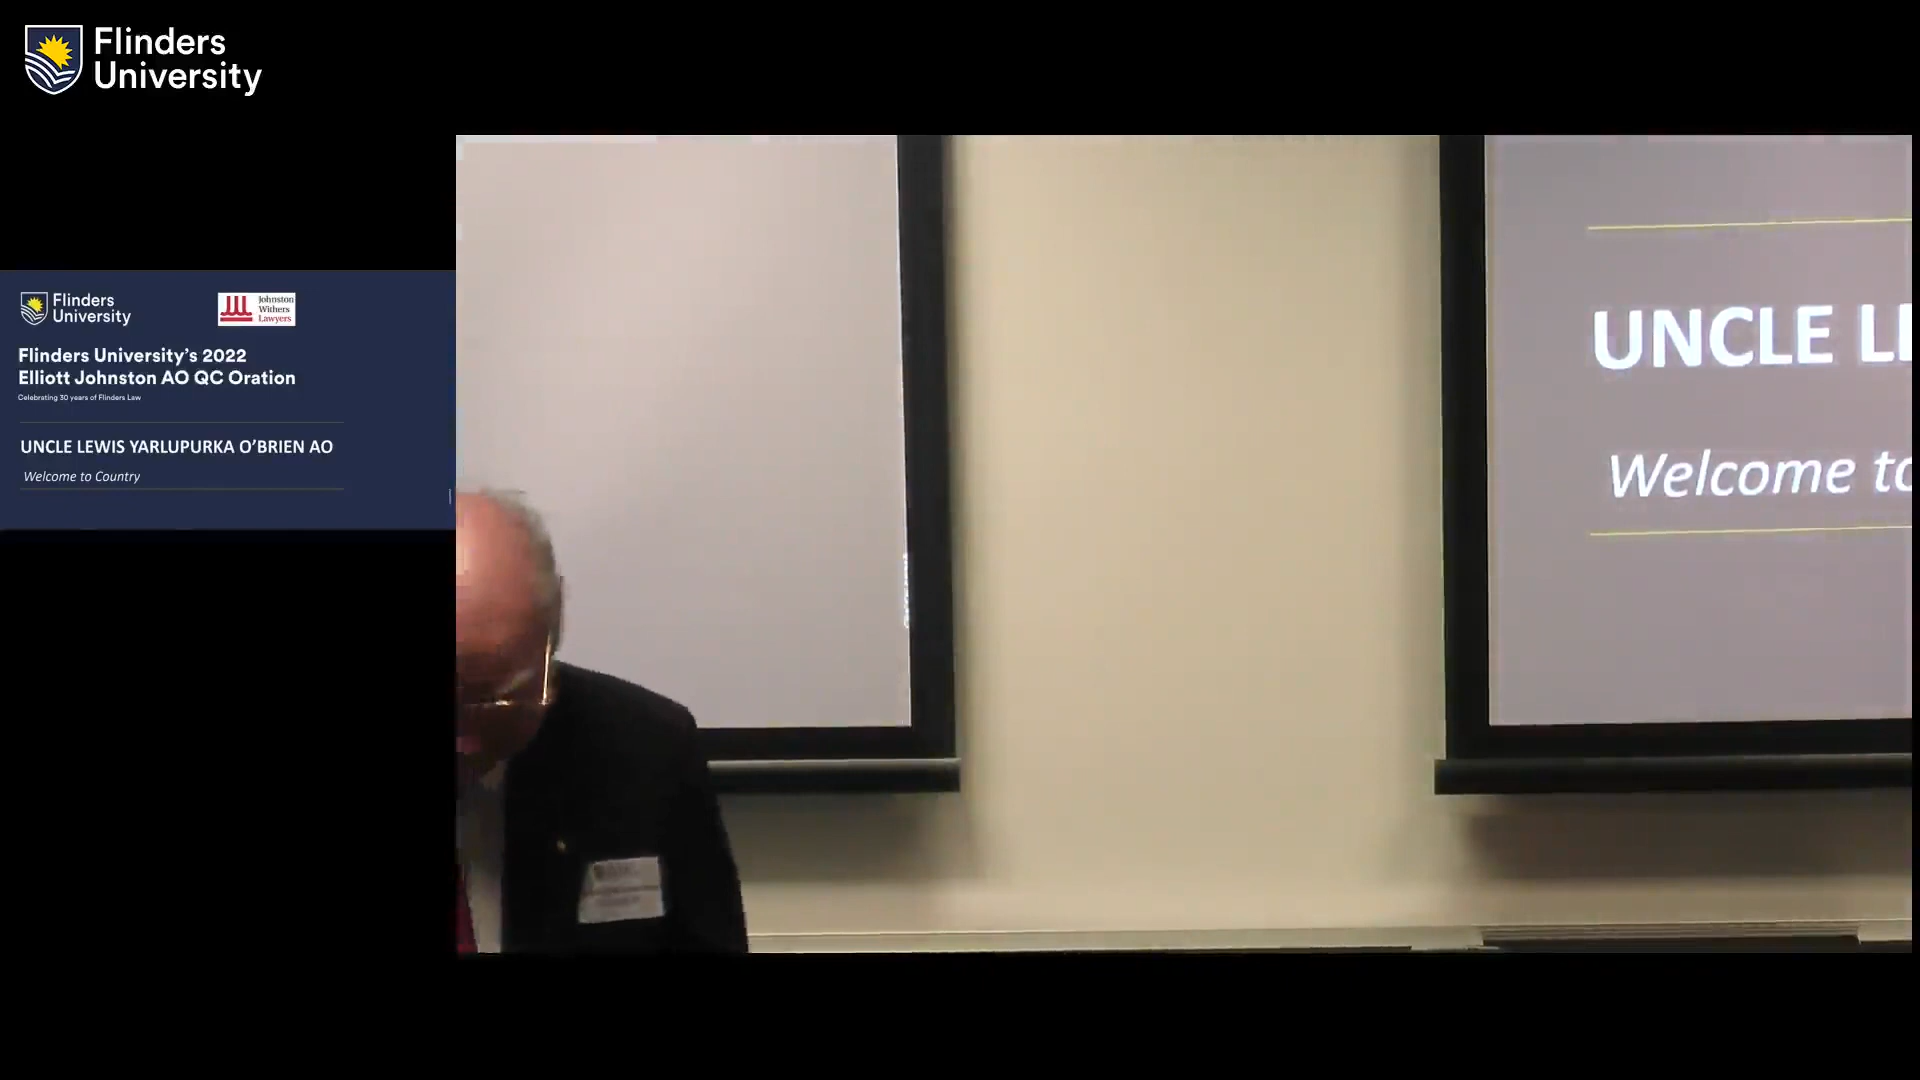 Flinders
University
Flinders
University
Johnston
Withers
Lawyers
Flinders University's 2022
Elliott Johnston AO QC Oration
Celebrating 30 years of Flinders Law
UNCLE LEWIS YARLUPURKA O'BRIEN AO
Welcome to Country
UNCLE LE
Welcome to